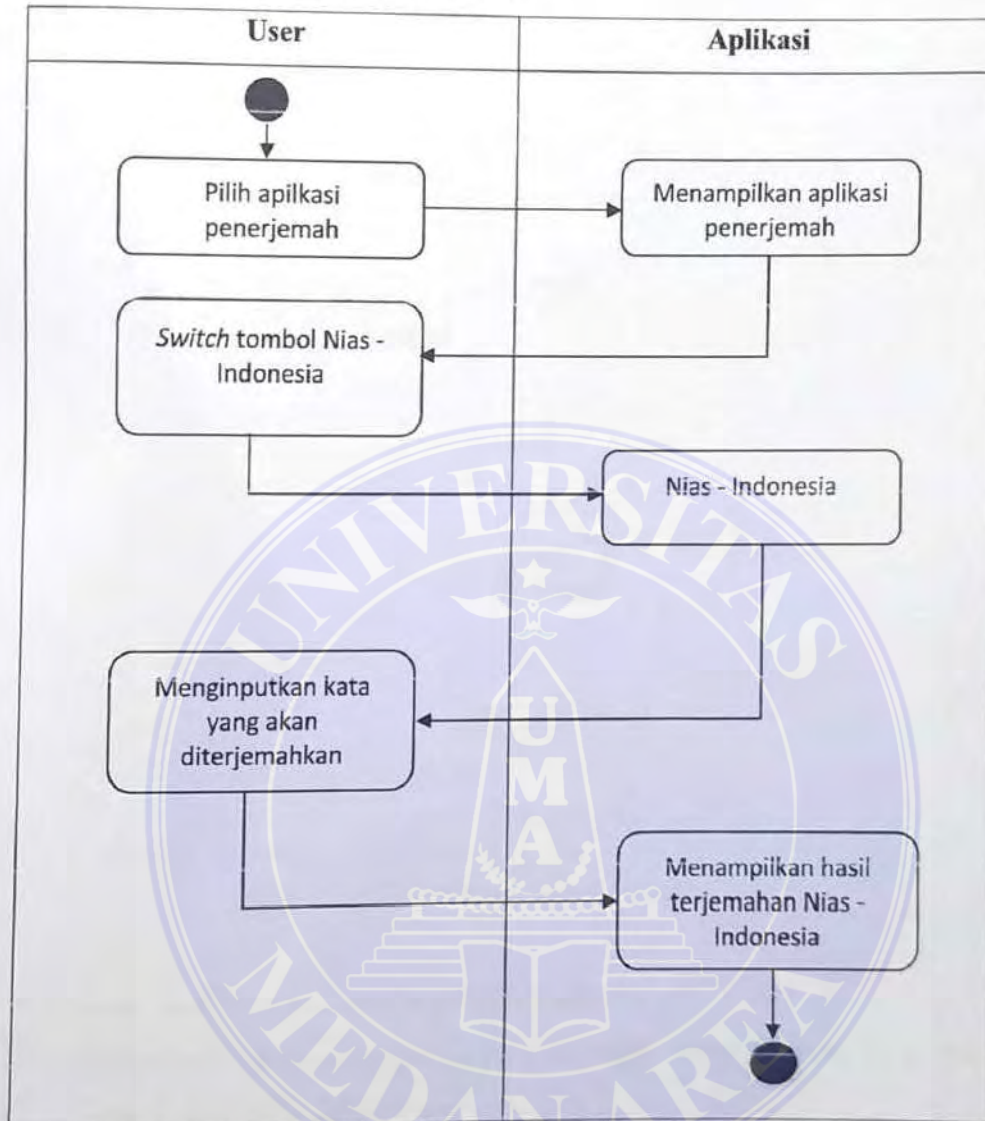 User
Aplikasi
Pilih apilkasi
penerjemah
Menampilkan aplikasi
penerjemah
Switch tombol Nias -
Indonesia
Nias - Indonesia
Menginputkan kata
yang akan
diterjemahkan
Menampilkan hasil
terjemahan Nias -
Indonesia
UNIVERSITAS
UMA
MEDAN AREA